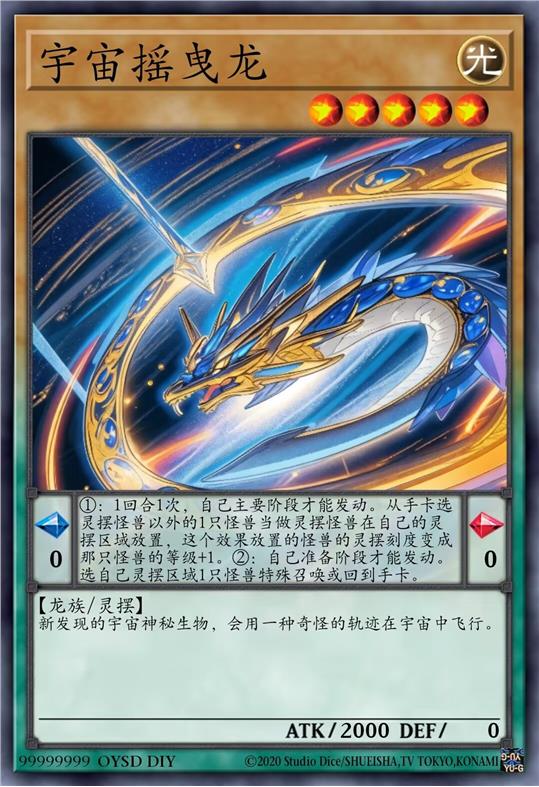 宇宙摇曳龙
光
①：1回合1次，自己主要阶段才能发动。从手卡选
灵摆怪兽以外的1只怪兽当做灵摆怪兽在自己的灵
摆区域放置，这个效果放置的怪兽的灵摆刻度变成
那只怪兽的等级+1。②：自己准备阶段才能发动。
选自己灵摆区域1只怪兽特殊召唤或回到手卡。
0
0
【龙族/灵摆】
新发现的宇宙神秘生物，会用一种奇怪的轨迹在宇宙中飞行。
ATK/2000 DEF/ 0
99999999 OYSD DIY
©2020 Studio Dice/SHUEISHA,TV TOKYO,KONAMI
YU-G